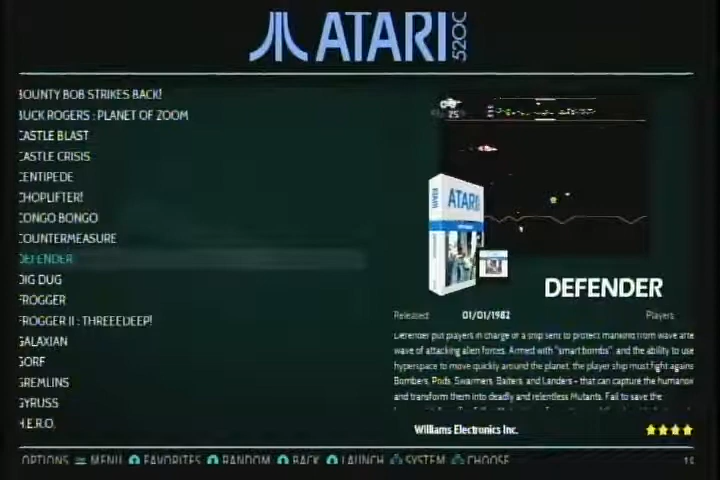 ATARI 520C
BOUNTY BOB STRIKES BACK!
BUCK ROGERS : PLANET OF ZOOM
CASTLE BLAST
CASTLE CRISIS
CENTIPEDE
CHOPLIFTER!
CONGO BONGO
COUNTERMEASURE
DEFENDER
DIG DUG
FROGGER
FROGGER II : THREEEDEEP!
GALAXIAN
GORF
GREMLINS
GYRUSS
H.E.R.O.
ATARI
DEFENDER
Released 01/01/1982 Players
Defender put players in charge of a ship sent to protect mankind from wave afte
wave of attacking alien forces. Armed with "smart bombs", and the ability to use
hyperspace to move quickly around the planet, the player ship must fight agains
Bombers, Pods, Swarmers, Baiters, and Landers - that can capture the humanoi
and transform them into deadly and relentless Mutants. Fail to save the
Williams Electronics Inc.
OPTIONS MENU FAVORITES RANDOM BACK LAUNCH SYSTEM CHOOSE